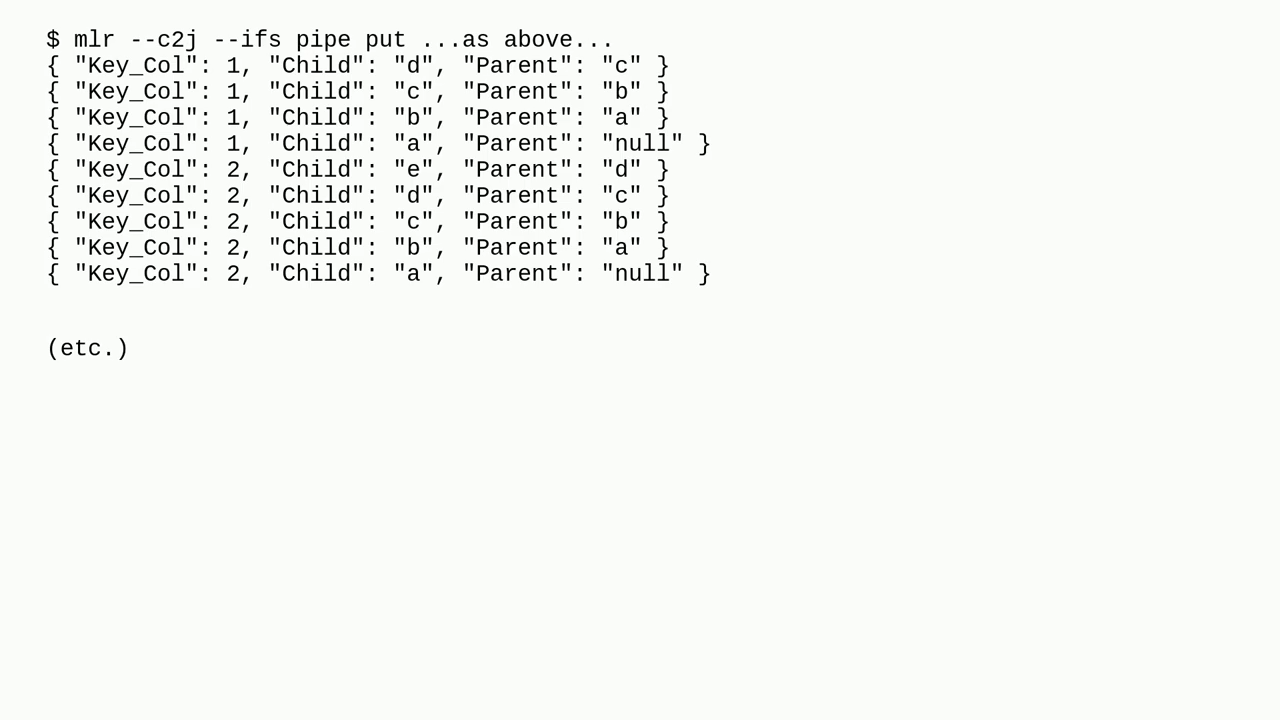 $ mlr --c2j --ifs pipe put ...as above...
{ "Key_Col": 1, "Child": "d", "Parent": "c" }
{ "Key_Col": 1, "Child": "c", "Parent": "b" }
{ "Key_Col": 1, "Child": "b", "Parent": "a" }
{ "Key_Col": 1, "Child": "a", "Parent": "null" }
{ "Key_Col": 2, "Child": "e", "Parent": "d" }
{ "Key_Col": 2, "Child": "d", "Parent": "c" }
{ "Key_Col": 2, "Child": "c", "Parent": "b" }
{ "Key_Col": 2, "Child": "b", "Parent": "a" }
{ "Key_Col": 2, "Child": "a", "Parent": "null" }
(etc.)